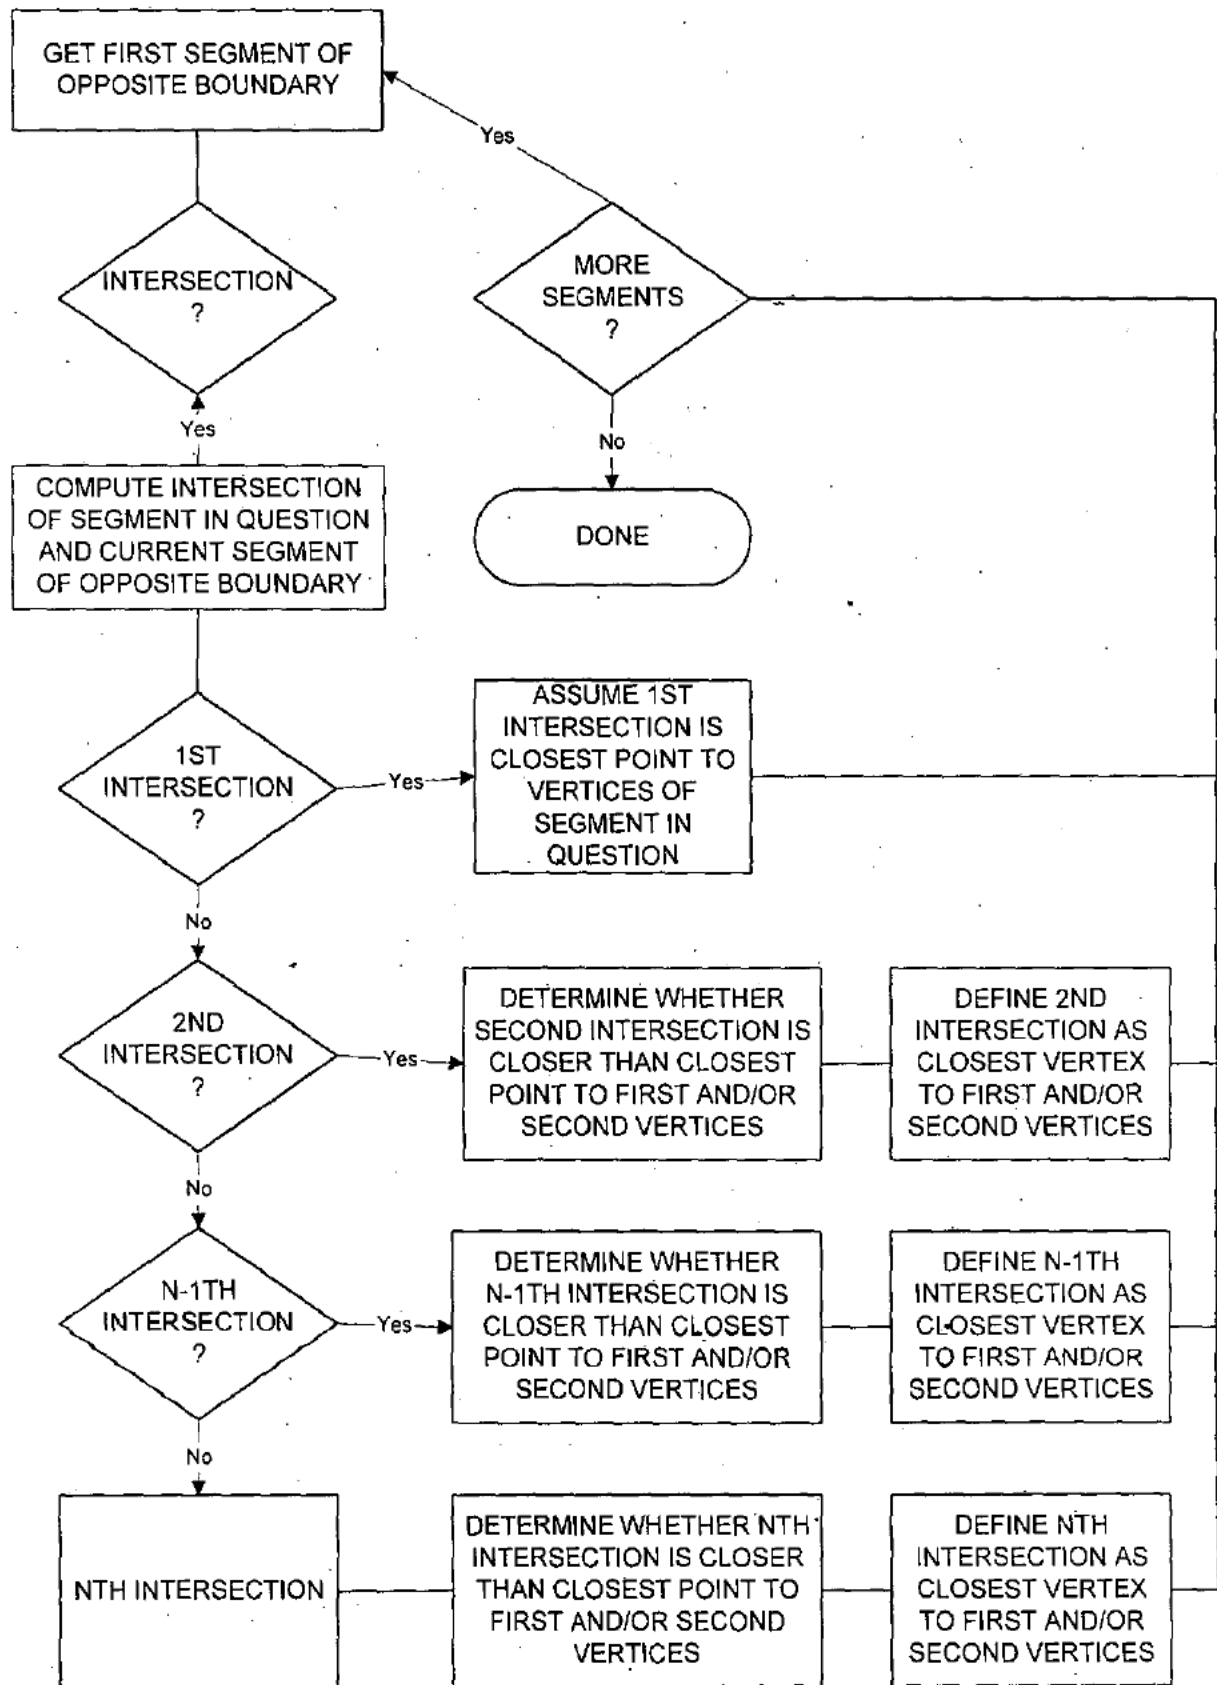 GET FIRST SEGMENT OF
OPPOSITE BOUNDARY
Yes
INTERSECTION
?
MORE
SEGMENTS
?
Yes
No
COMPUTE INTERSECTION
OF SEGMENT IN QUESTION
AND CURRENT SEGMENT
OF OPPOSITE BOUNDARY
DONE
1ST
INTERSECTION
?
Yes
ASSUME 1ST
INTERSECTION IS
CLOSEST POINT TO
VERTICES OF
SEGMENT IN
QUESTION
No
2ND
INTERSECTION
?
Yes
DETERMINE WHETHER
SECOND INTERSECTION IS
CLOSER THAN CLOSEST
POINT TO FIRST AND/OR
SECOND VERTICES
DEFINE 2ND
INTERSECTION AS
CLOSEST VERTEX
TO FIRST AND/OR
SECOND VERTICES
No
N-1TH
INTERSECTION
?
Yes
DETERMINE WHETHER
N-1TH INTERSECTION IS
CLOSER THAN CLOSEST
POINT TO FIRST AND/OR
SECOND VERTICES
DEFINE N-1TH
INTERSECTION AS
CLOSEST VERTEX
TO FIRST AND/OR
SECOND VERTICES
No
NTH INTERSECTION
DETERMINE WHETHER NTH
INTERSECTION IS CLOSER
THAN CLOSEST POINT TO
FIRST AND/OR SECOND
VERTICES
DEFINE NTH
INTERSECTION AS
CLOSEST VERTEX
TO FIRST AND/OR
SECOND VERTICES